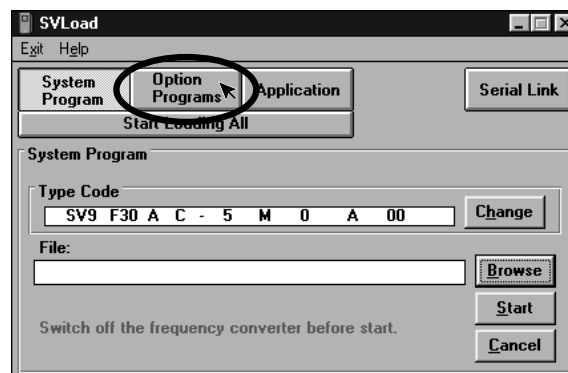 SVLoad
Exit Help
System Program
Option Programs
Application
Serial Link
Start Loading All
System Program
Type Code
SV9 F30 A C - 5 M 0 A 00
Change
File:
Browse
Switch off the frequency converter before start.
Start
Cancel